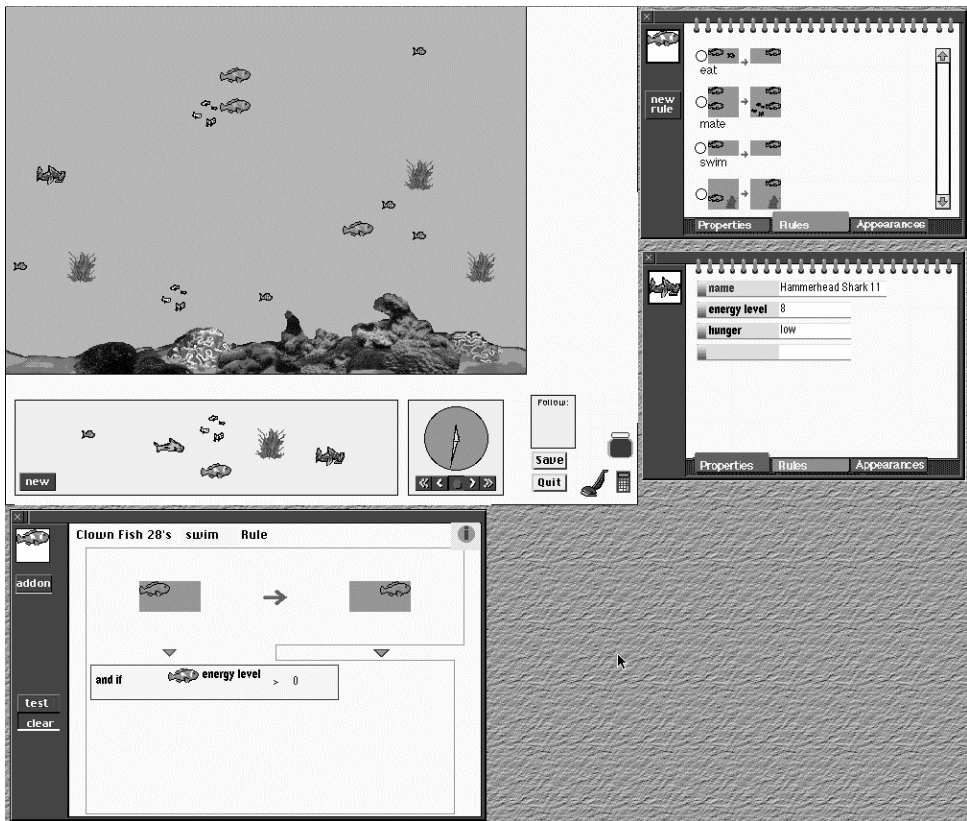 eat
new
rule
mate
swim
Properties
Rules
Appearances
name
Hammerhead Shark 11
energy level
8
hunger
low
Properties
Rules
Appearances
new
Follow:
Save
Quit
Clown Fish 28's swim Rule
i
addon
and if energy level > 0
test
clear